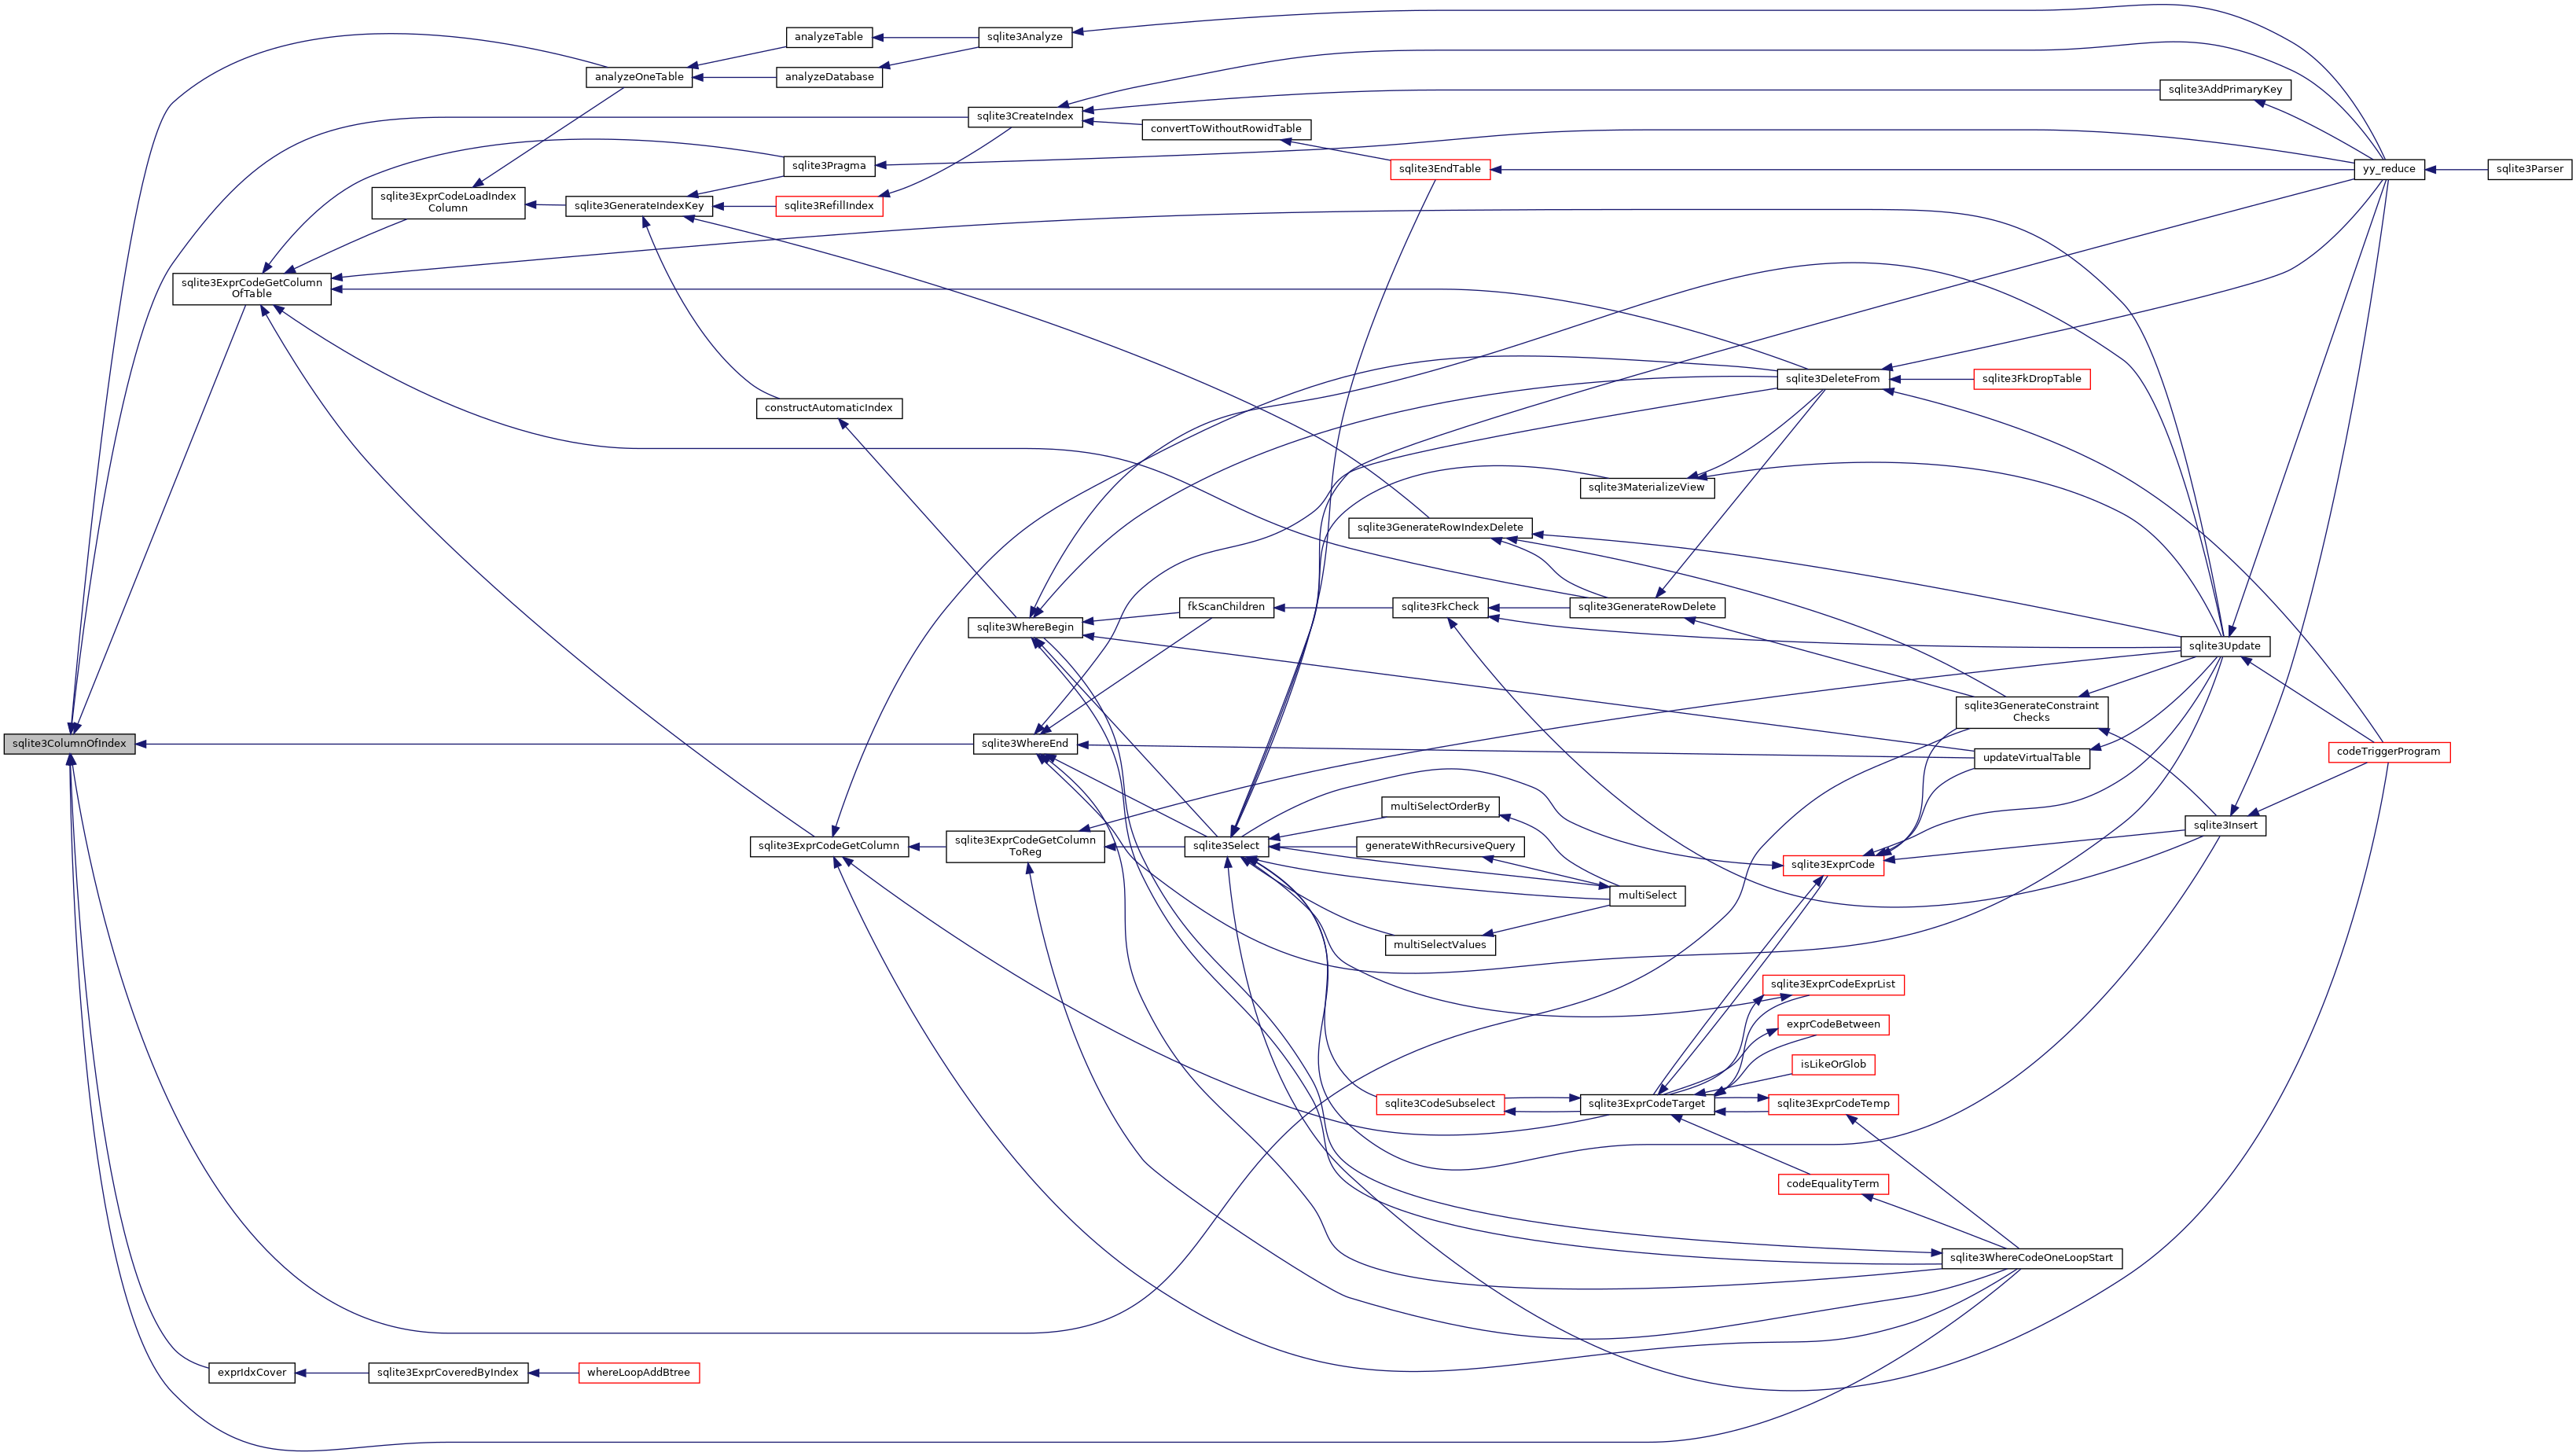 analyzeTable
sqlite3Analyze
analyzeOneTable
analyzeDatabase
sqlite3AddPrimaryKey
sqlite3CreateIndex
convertToWithoutRowidTable
sqlite3Pragma
sqlite3EndTable
yy_reduce
sqlite3Parser
sqlite3ExprCodeLoadIndex
Column
sqlite3GenerateIndexKey
sqlite3RefillIndex
sqlite3ExprCodeGetColumn
OfTable
sqlite3DeleteFrom
sqlite3FkDropTable
constructAutomaticIndex
sqlite3MaterializeView
sqlite3GenerateRowIndexDelete
fkScanChildren
sqlite3FkCheck
sqlite3GenerateRowDelete
sqlite3WhereBegin
sqlite3Update
sqlite3GenerateConstraint
Checks
sqlite3ColumnOfIndex
sqlite3WhereEnd
updateVirtualTable
codeTriggerProgram
multiSelectOrderBy
sqlite3Insert
sqlite3ExprCodeGetColumn
sqlite3ExprCodeGetColumn
ToReg
sqlite3Select
generateWithRecursiveQuery
sqlite3ExprCode
multiSelect
multiSelectValues
sqlite3ExprCodeExprList
exprCodeBetween
isLikeOrGlob
sqlite3CodeSubselect
sqlite3ExprCodeTarget
sqlite3ExprCodeTemp
codeEqualityTerm
sqlite3WhereCodeOneLoopStart
exprIdxCover
sqlite3ExprCoveredByIndex
whereLoopAddBtree